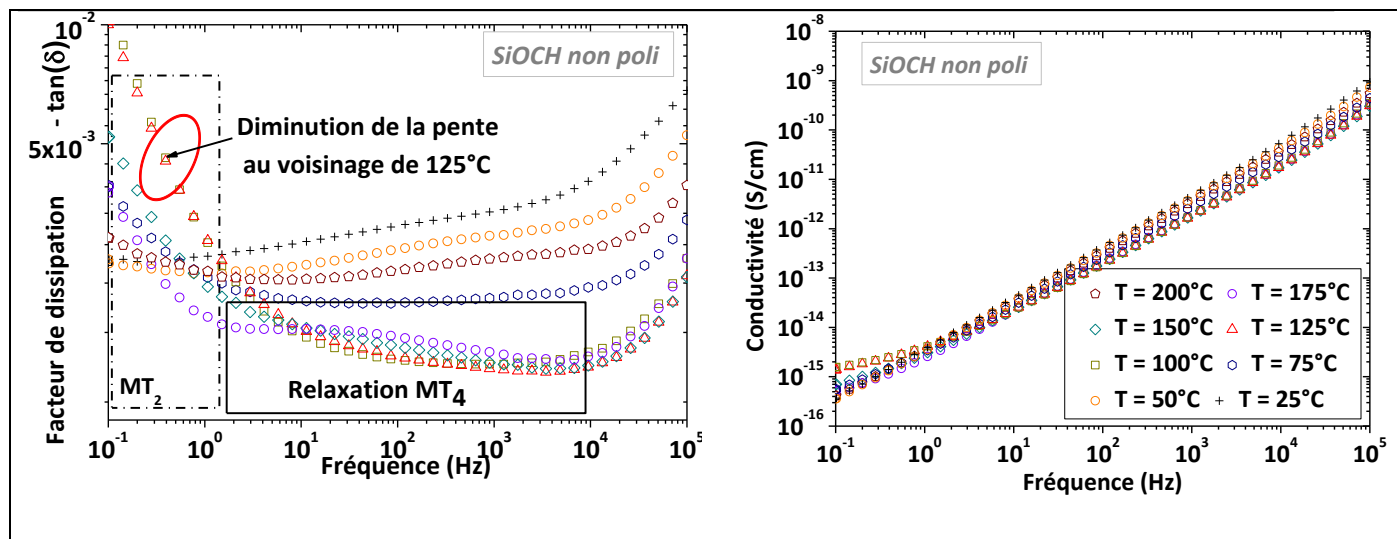 10⁻²
SiOCH non poli
Diminution de la pente
au voisinage de 125°C
5x10⁻³
Facteur de dissipation - tan(δ)
MT₂
Relaxation MT₄
10⁻¹ 10⁰ 10¹ 10² 10³ 10⁴ 10⁵
Fréquence (Hz)
10⁻⁸
SiOCH non poli
10⁻⁹
10⁻¹⁰
10⁻¹¹
10⁻¹²
10⁻¹³
10⁻¹⁴
10⁻¹⁵
10⁻¹⁶
Conductivité (S/cm)
T = 200°C T = 175°C
T = 150°C T = 125°C
T = 100°C T = 75°C
T = 50°C T = 25°C
10⁻¹ 10⁰ 10¹ 10² 10³ 10⁴ 10⁵
Fréquence (Hz)